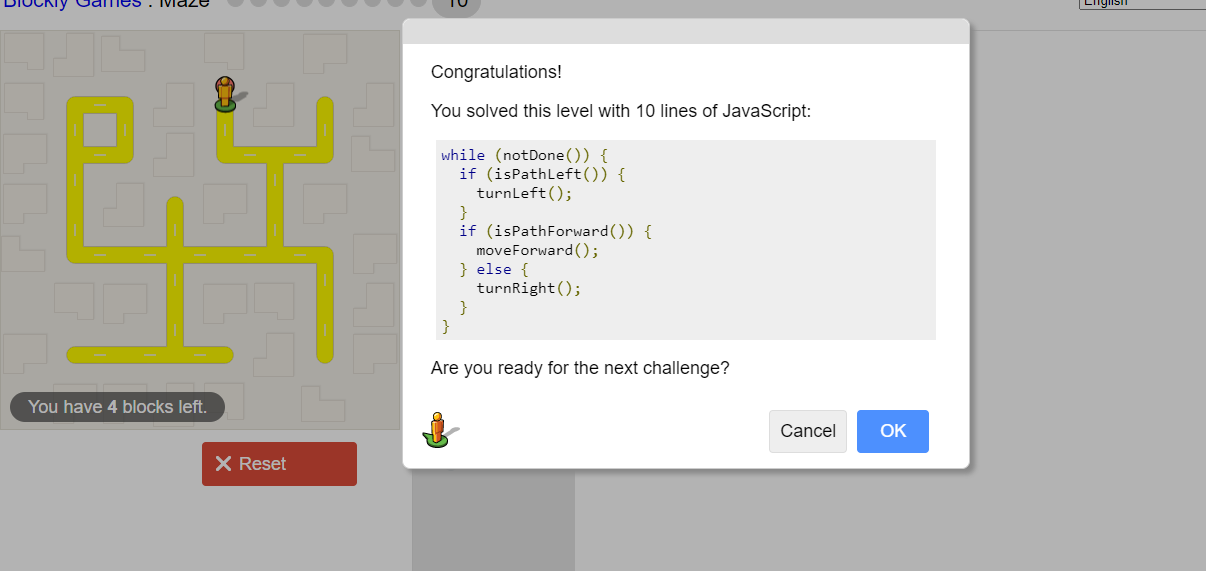 Blockly Games : Maze
10
English
Congratulations!
You solved this level with 10 lines of JavaScript:
while (notDone()) {
  if (isPathLeft()) {
    turnLeft();
  }
  if (isPathForward()) {
    moveForward();
  } else {
    turnRight();
  }
}
Are you ready for the next challenge?
You have 4 blocks left.
Cancel
OK
Reset